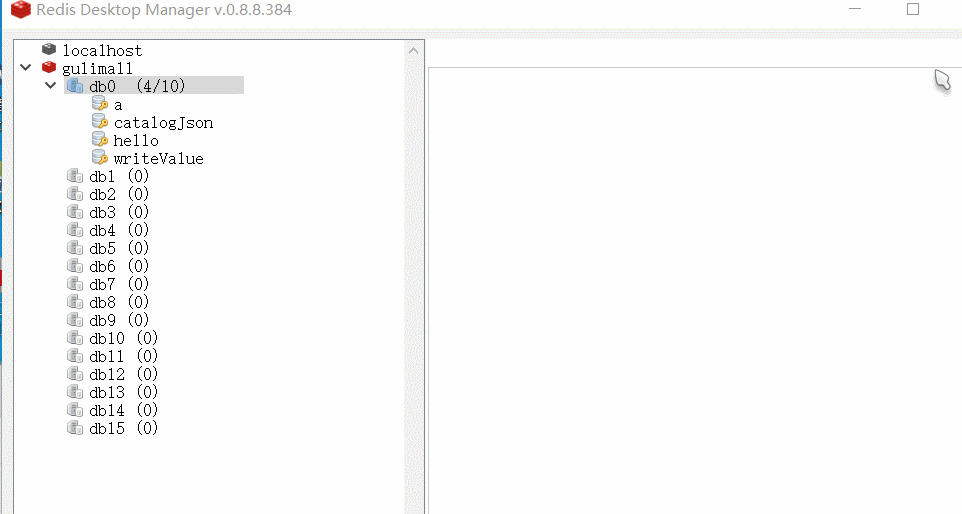 Redis Desktop Manager v.0.8.8.384
localhost
gulimall
db0 (4/10)
a
catalogJson
hello
writeValue
db1 (0)
db2 (0)
db3 (0)
db4 (0)
db5 (0)
db6 (0)
db7 (0)
db8 (0)
db9 (0)
db10 (0)
db11 (0)
db12 (0)
db13 (0)
db14 (0)
db15 (0)